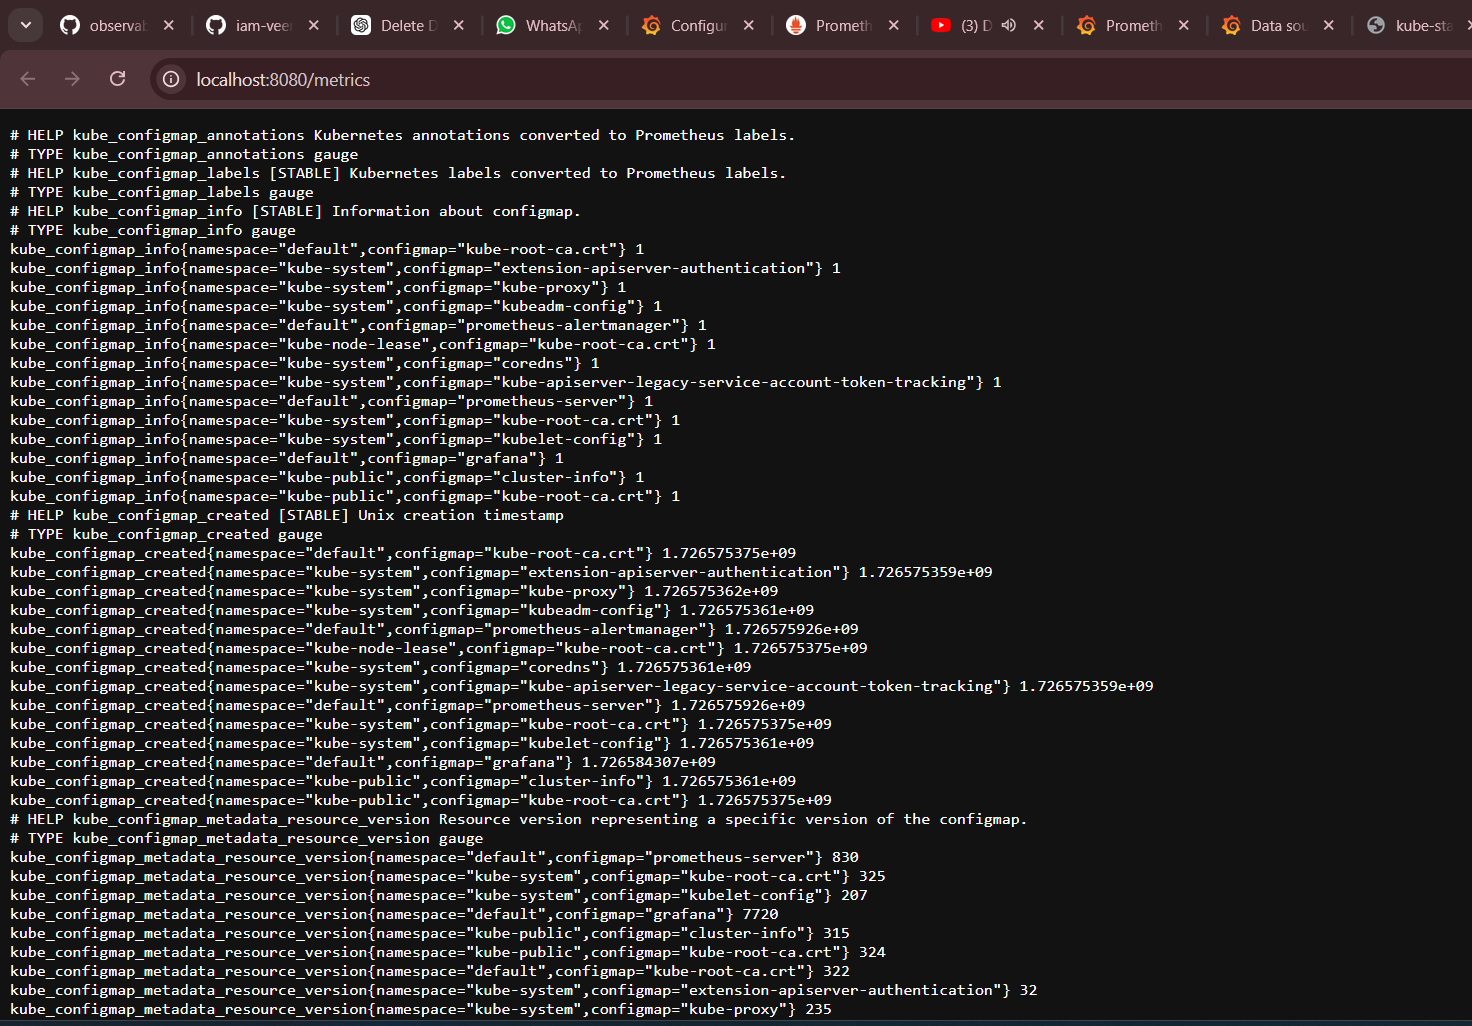 observab
iam-veer
Delete D
WhatsAp
Configur
Prometh
(3) D
Prometh
Data sou
kube-sta
localhost:8080/metrics
# HELP kube_configmap_annotations Kubernetes annotations converted to Prometheus labels.
# TYPE kube_configmap_annotations gauge
# HELP kube_configmap_labels [STABLE] Kubernetes labels converted to Prometheus labels.
# TYPE kube_configmap_labels gauge
# HELP kube_configmap_info [STABLE] Information about configmap.
# TYPE kube_configmap_info gauge
kube_configmap_info{namespace="default",configmap="kube-root-ca.crt"} 1
kube_configmap_info{namespace="kube-system",configmap="extension-apiserver-authentication"} 1
kube_configmap_info{namespace="kube-system",configmap="kube-proxy"} 1
kube_configmap_info{namespace="kube-system",configmap="kubeadm-config"} 1
kube_configmap_info{namespace="default",configmap="prometheus-alertmanager"} 1
kube_configmap_info{namespace="kube-node-lease",configmap="kube-root-ca.crt"} 1
kube_configmap_info{namespace="kube-system",configmap="coredns"} 1
kube_configmap_info{namespace="kube-system",configmap="kube-apiserver-legacy-service-account-token-tracking"} 1
kube_configmap_info{namespace="default",configmap="prometheus-server"} 1
kube_configmap_info{namespace="kube-system",configmap="kube-root-ca.crt"} 1
kube_configmap_info{namespace="kube-system",configmap="kubelet-config"} 1
kube_configmap_info{namespace="default",configmap="grafana"} 1
kube_configmap_info{namespace="kube-public",configmap="cluster-info"} 1
kube_configmap_info{namespace="kube-public",configmap="kube-root-ca.crt"} 1
# HELP kube_configmap_created [STABLE] Unix creation timestamp
# TYPE kube_configmap_created gauge
kube_configmap_created{namespace="default",configmap="kube-root-ca.crt"} 1.726575375e+09
kube_configmap_created{namespace="kube-system",configmap="extension-apiserver-authentication"} 1.726575359e+09
kube_configmap_created{namespace="kube-system",configmap="kube-proxy"} 1.726575362e+09
kube_configmap_created{namespace="kube-system",configmap="kubeadm-config"} 1.726575361e+09
kube_configmap_created{namespace="default",configmap="prometheus-alertmanager"} 1.726575926e+09
kube_configmap_created{namespace="kube-node-lease",configmap="kube-root-ca.crt"} 1.726575375e+09
kube_configmap_created{namespace="kube-system",configmap="coredns"} 1.726575361e+09
kube_configmap_created{namespace="kube-system",configmap="kube-apiserver-legacy-service-account-token-tracking"} 1.726575359e+09
kube_configmap_created{namespace="default",configmap="prometheus-server"} 1.726575926e+09
kube_configmap_created{namespace="kube-system",configmap="kube-root-ca.crt"} 1.726575375e+09
kube_configmap_created{namespace="kube-system",configmap="kubelet-config"} 1.726575361e+09
kube_configmap_created{namespace="default",configmap="grafana"} 1.726584307e+09
kube_configmap_created{namespace="kube-public",configmap="cluster-info"} 1.726575361e+09
kube_configmap_created{namespace="kube-public",configmap="kube-root-ca.crt"} 1.726575375e+09
# HELP kube_configmap_metadata_resource_version Resource version representing a specific version of the configmap.
# TYPE kube_configmap_metadata_resource_version gauge
kube_configmap_metadata_resource_version{namespace="default",configmap="prometheus-server"} 830
kube_configmap_metadata_resource_version{namespace="kube-system",configmap="kube-root-ca.crt"} 325
kube_configmap_metadata_resource_version{namespace="kube-system",configmap="kubelet-config"} 207
kube_configmap_metadata_resource_version{namespace="default",configmap="grafana"} 7720
kube_configmap_metadata_resource_version{namespace="kube-public",configmap="cluster-info"} 315
kube_configmap_metadata_resource_version{namespace="kube-public",configmap="kube-root-ca.crt"} 324
kube_configmap_metadata_resource_version{namespace="default",configmap="kube-root-ca.crt"} 322
kube_configmap_metadata_resource_version{namespace="kube-system",configmap="extension-apiserver-authentication"} 32
kube_configmap_metadata_resource_version{namespace="kube-system",configmap="kube-proxy"} 235